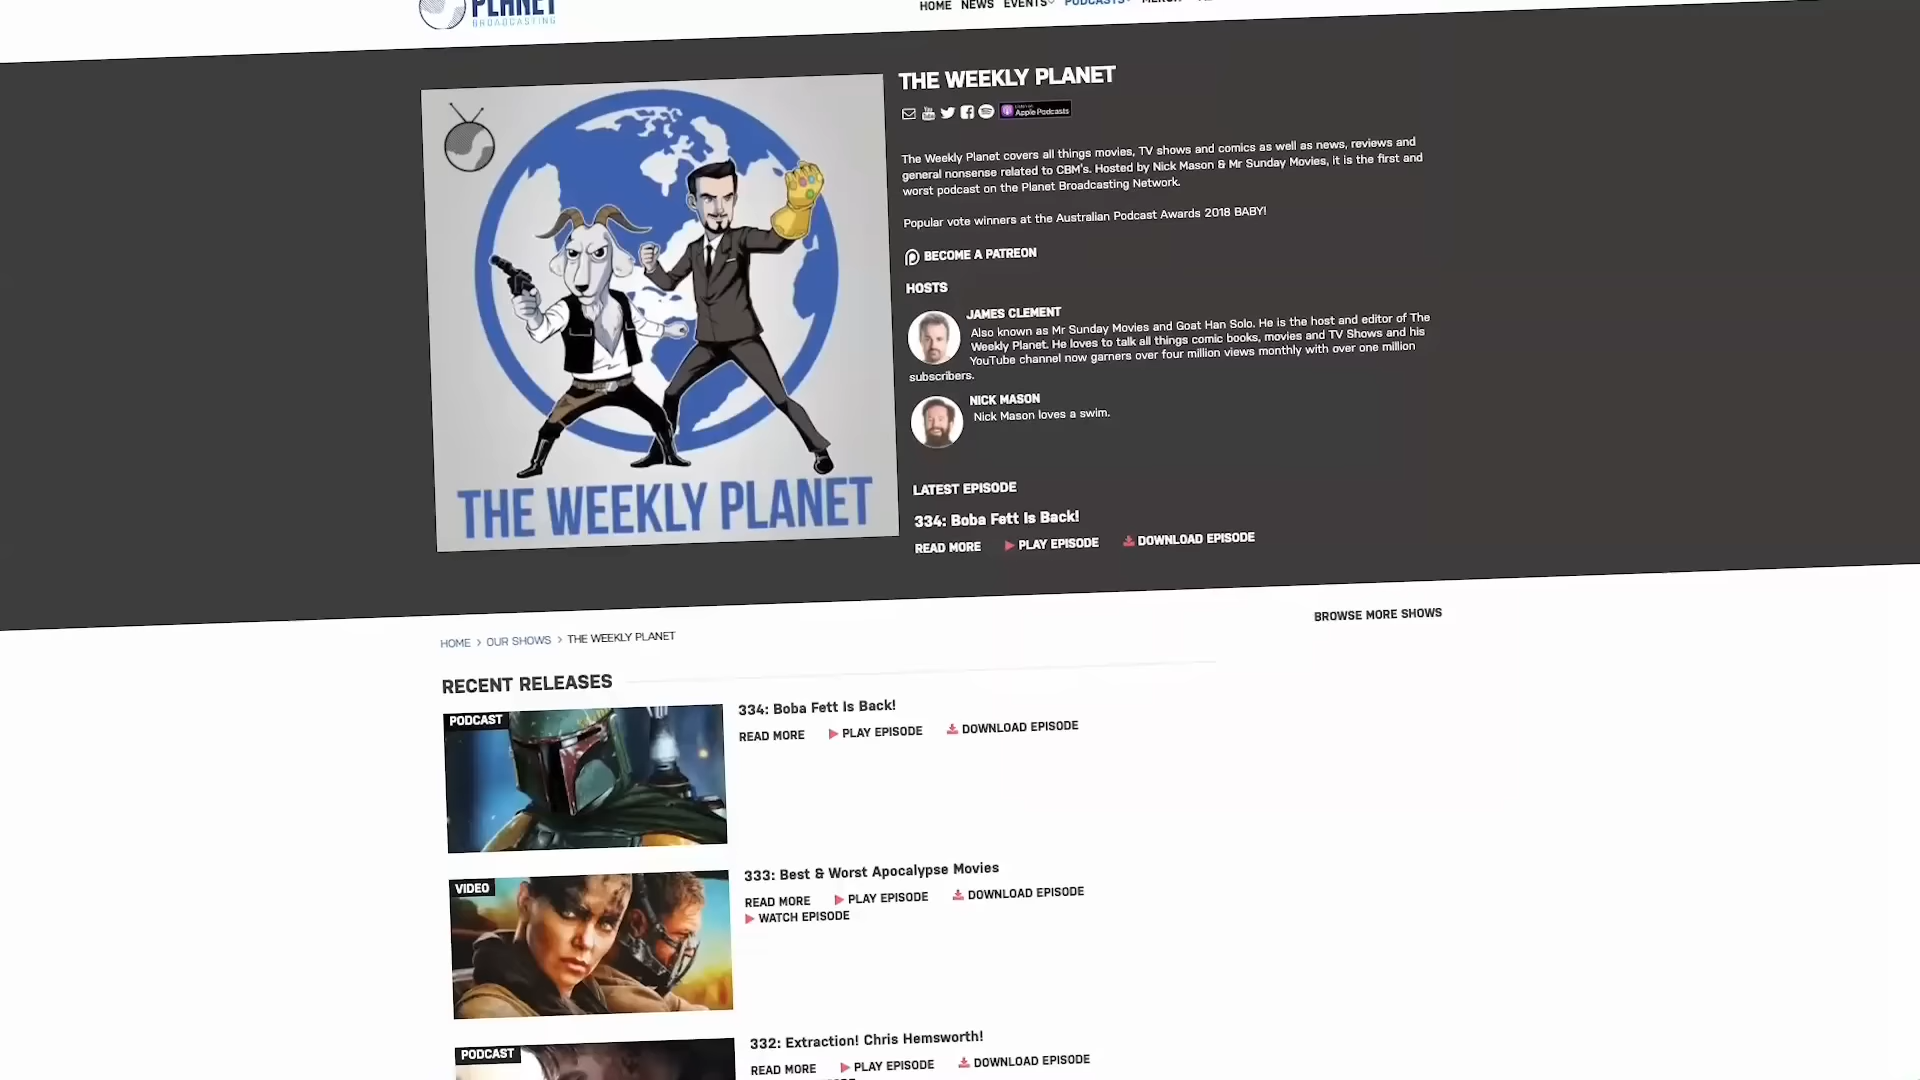 PLANET
BROADCASTING
HOME NEWS EVENTS PODCASTS
THE WEEKLY PLANET
Listen on
Apple Podcasts
The Weekly Planet covers all things movies, TV shows and comics as well as news, reviews and
general nonsense related to CBM's. Hosted by Nick Mason & Mr Sunday Movies, it is the first and
worst podcast on the Planet Broadcasting Network.
Popular vote winners at the Australian Podcast Awards 2018 BABY!
BECOME A PATREON
HOSTS
JAMES CLEMENT
Also known as Mr Sunday Movies and Goat Han Solo. He is the host and editor of The
Weekly Planet. He loves to talk all things comic books, movies and TV Shows and his
YouTube channel now garners over four million views monthly with over one million
subscribers.
NICK MASON
Nick Mason loves a swim.
THE WEEKLY PLANET
LATEST EPISODE
334: Boba Fett Is Back!
READ MORE PLAY EPISODE DOWNLOAD EPISODE
BROWSE MORE SHOWS
HOME > OUR SHOWS > THE WEEKLY PLANET
RECENT RELEASES
PODCAST
334: Boba Fett Is Back!
READ MORE PLAY EPISODE DOWNLOAD EPISODE
VIDEO
333: Best & Worst Apocalypse Movies
READ MORE PLAY EPISODE DOWNLOAD EPISODE
WATCH EPISODE
PODCAST
332: Extraction! Chris Hemsworth!
READ MORE PLAY EPISODE DOWNLOAD EPISODE